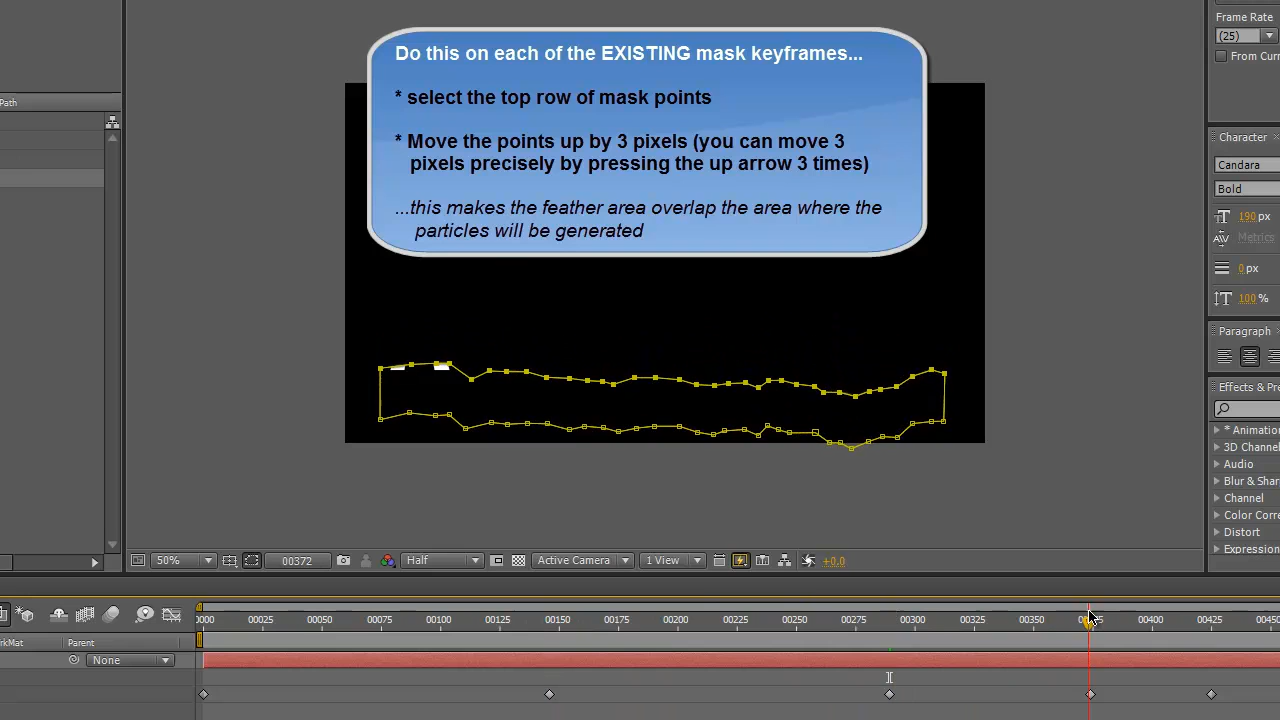 Frame Rate
(25)
From Curr
Path
Do this on each of the EXISTING mask keyframes...
* select the top row of mask points
* Move the points up by 3 pixels (you can move 3
pixels precisely by pressing the up arrow 3 times)
...this makes the feather area overlap the area where the
particles will be generated
Character
Candara
Bold
190 px
Metrics
0 px
100 %
Paragraph
Effects & Pre
* Animation
3D Channel
Audio
Blur & Shar
Channel
Color Corre
Distort
Expression
50%
00372
Half
Active Camera
1 View
+0.0
0000 00025 00050 00075 00100 00125 00150 00175 00200 00225 00250 00275 00300 00325 00350 00400 00425 00450
rkMat Parent
None